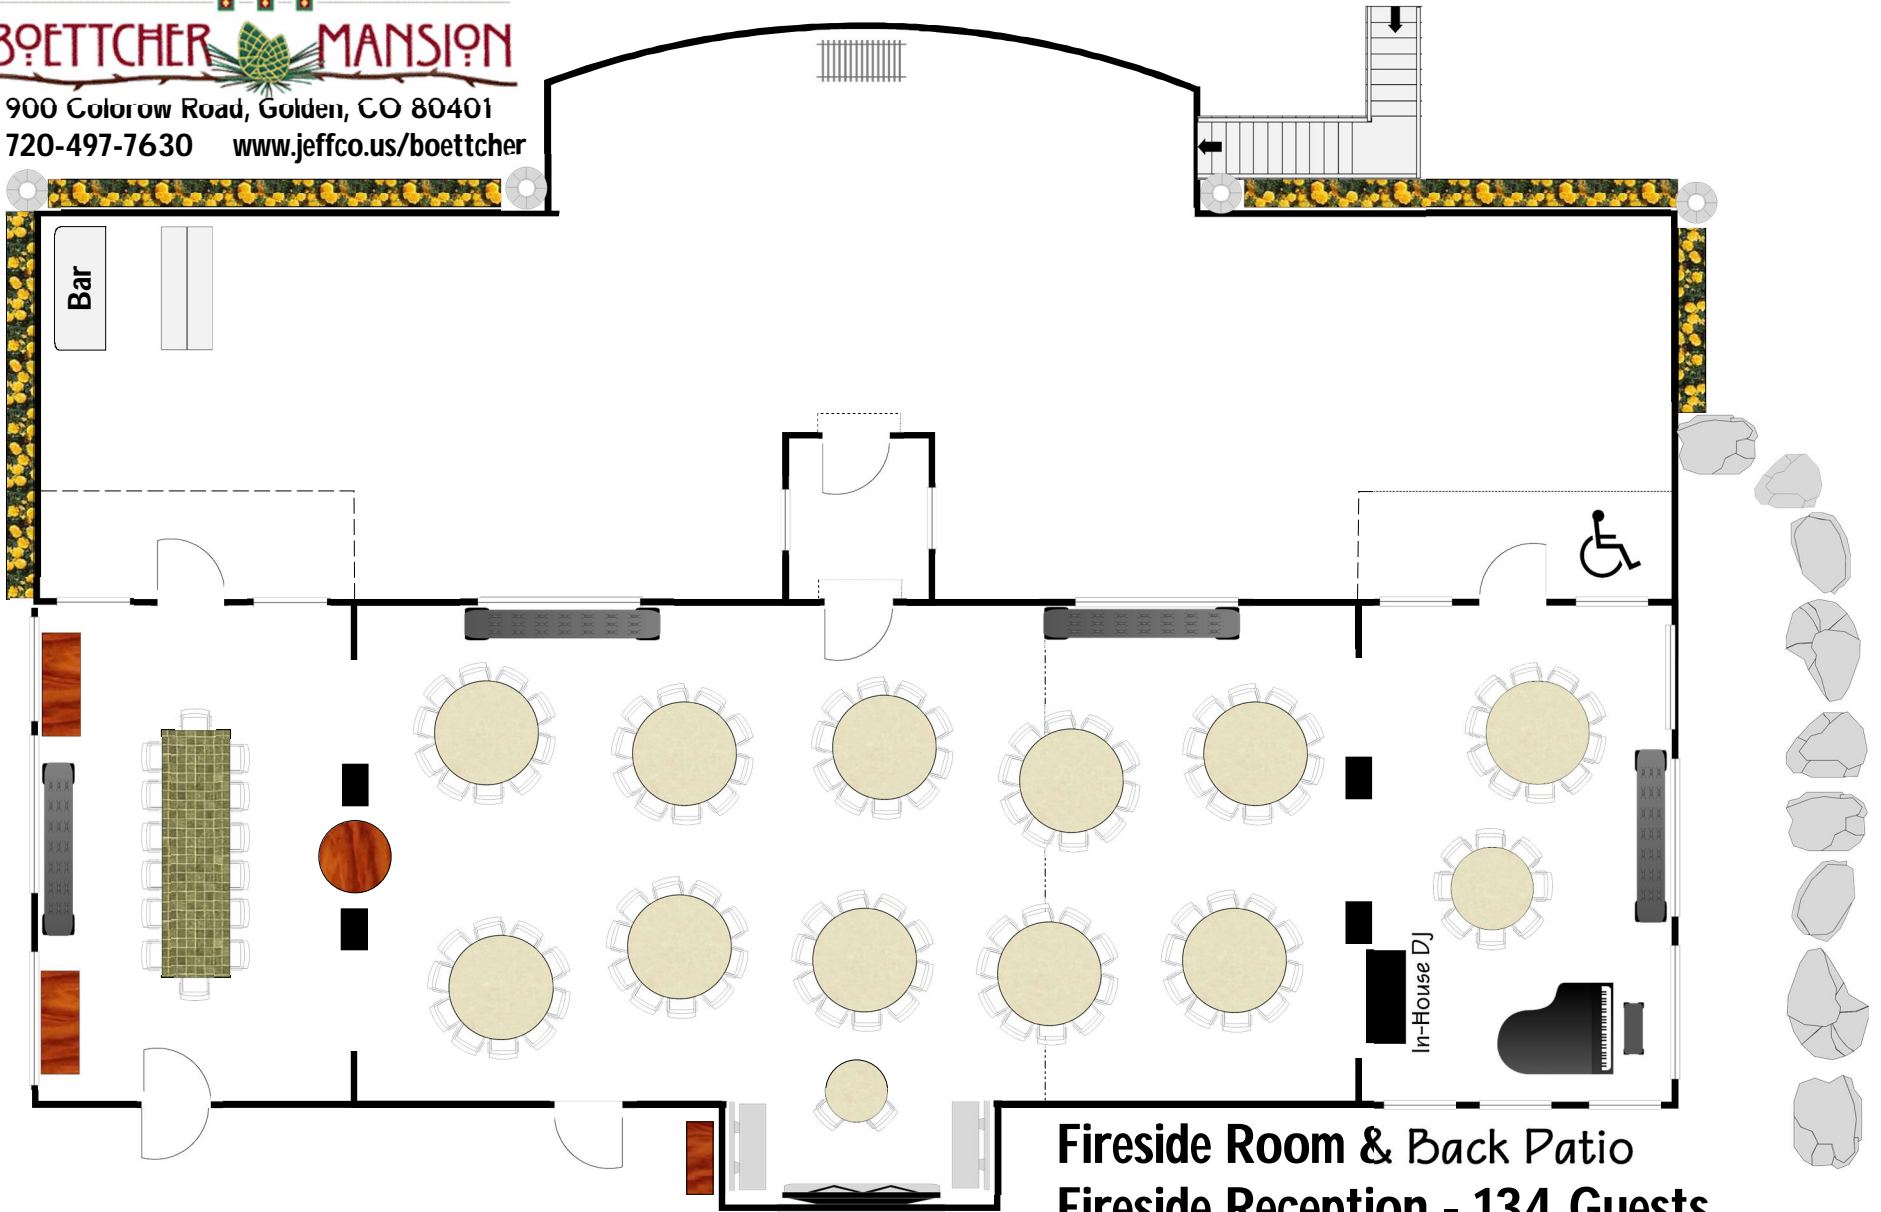 BOETTCHER MANSION
900 Colorow Road, Golden, CO 80401
720-497-7630 www.jeffco.us/boettcher
Bar
In-House DJ
Fireside Room & Back Patio
Fireside Reception - 134 Guests